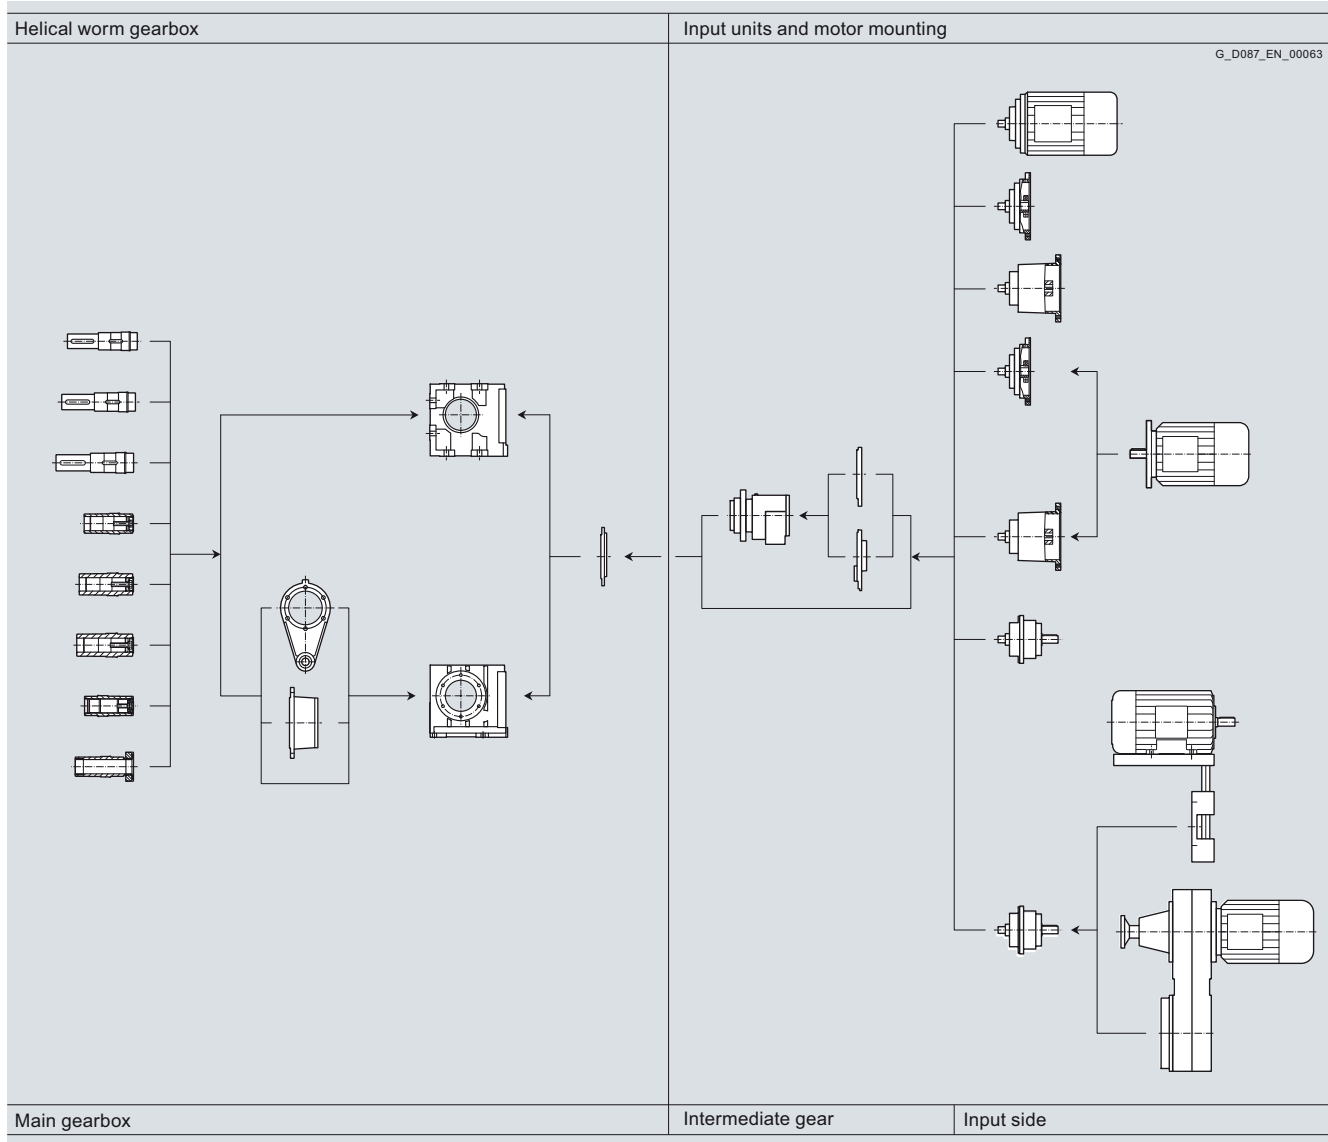 Helical worm gearbox
Input units and motor mounting
G_D087_EN_00063
Main gearbox
Intermediate gear
Input side